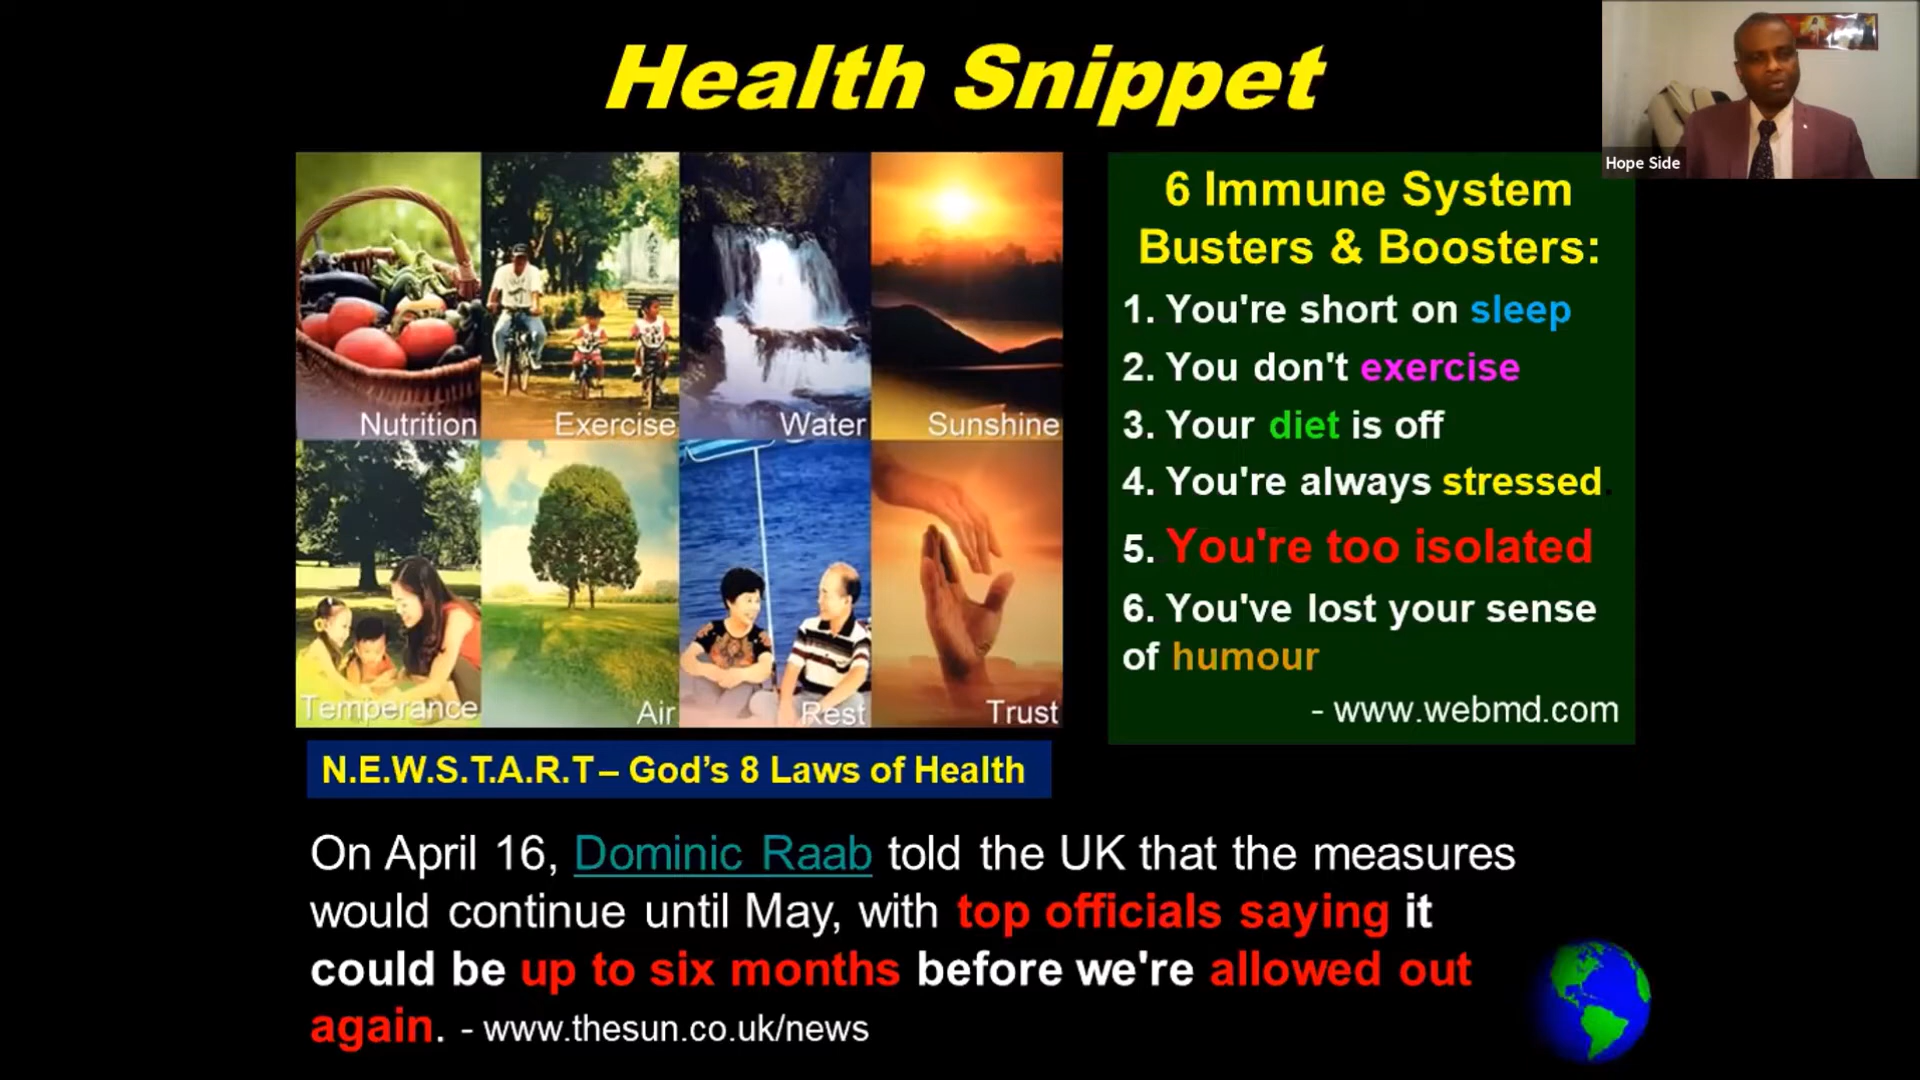 Health Snippet
Hope Side
Nutrition
Exercise
Water
Sunshine
Temperance
Air
Rest
Trust
N.E.W.S.T.A.R.T – God’s 8 Laws of Health
6 Immune System
Busters & Boosters:
1. You're short on sleep
2. You don't exercise
3. Your diet is off
4. You're always stressed.
5. You're too isolated
6. You've lost your sense
of humour
- www.webmd.com
On April 16, Dominic Raab told the UK that the measures
would continue until May, with top officials saying it
could be up to six months before we're allowed out
again. - www.thesun.co.uk/news